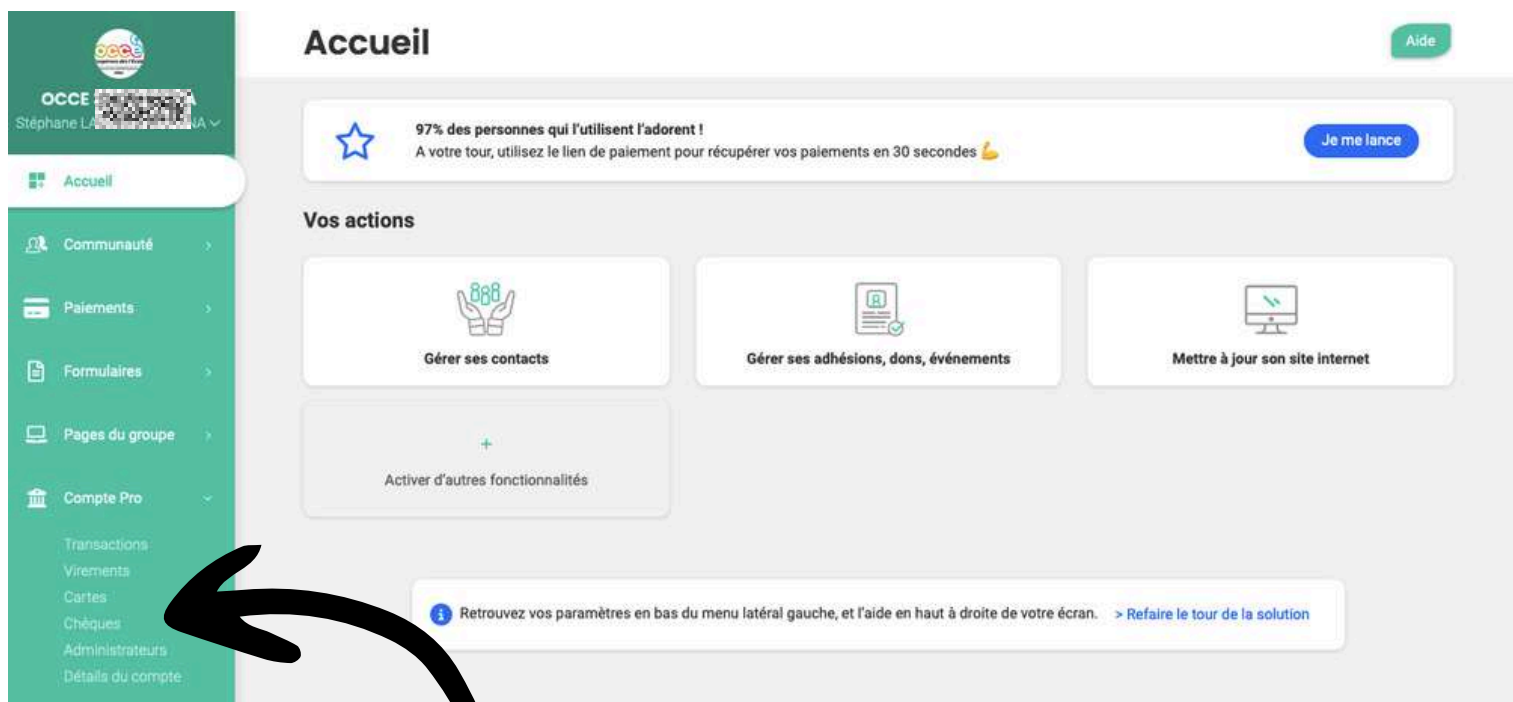 Accueil
Aide
occe
OCCE
Stéphane LA
NA
97% des personnes qui l'utilisent l'adorent !
A votre tour, utilisez le lien de paiement pour récupérer vos paiements en 30 secondes 💪
Je me lance
Accueil
Vos actions
Communauté
Paiements
Formulaires
Pages du groupe
Compte Pro
Transactions
Virements
Cartes
Chèques
Administrateurs
Détails du compte
Gérer ses contacts
Gérer ses adhésions, dons, événements
Mettre à jour son site internet
+
Activer d'autres fonctionnalités
Retrouvez vos paramètres en bas du menu latéral gauche, et l'aide en haut à droite de votre écran. > Refaire le tour de la solution